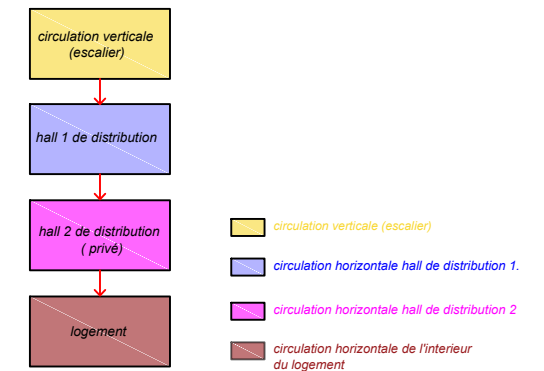 circulation verticale
(escalier)
hall 1 de distribution
hall 2 de distribution
( privé)
logement
circulation verticale (escalier)
circulation horizontale hall de distribution 1.
circulation horizontale hall de distribution 2
circulation horizontale de l'interieur
du logement